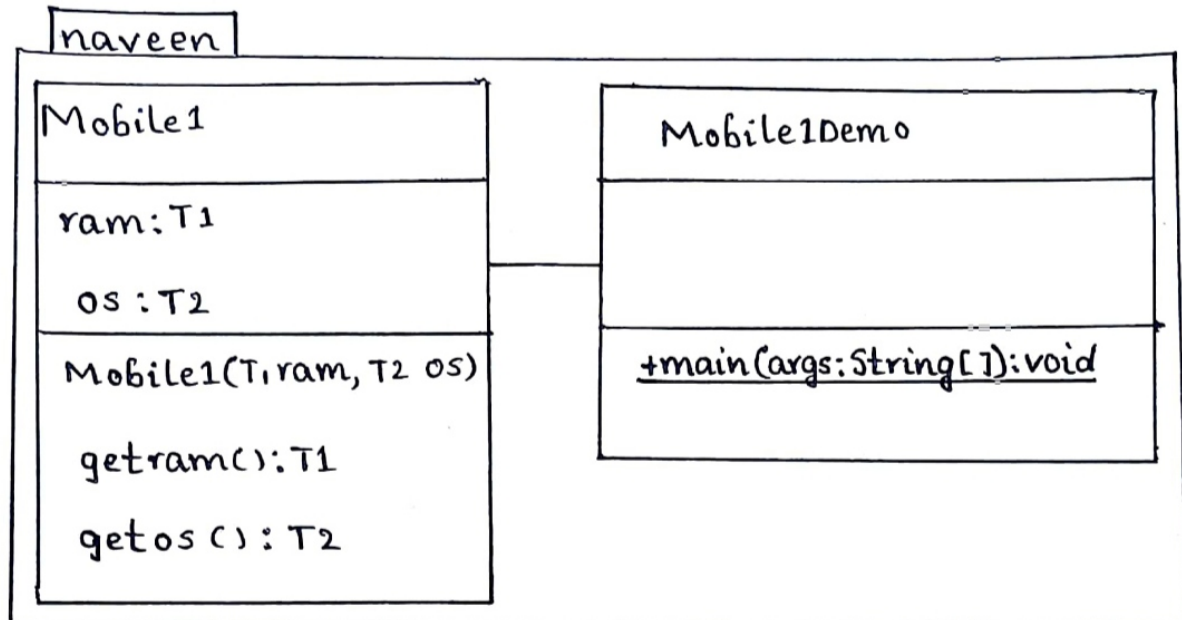 naveen
Mobile1
ram: T1
os : T2
Mobile1(T1 ram, T2 os)
getram(): T1
getos () : T2
Mobile1Demo
+main(args: String[]): void